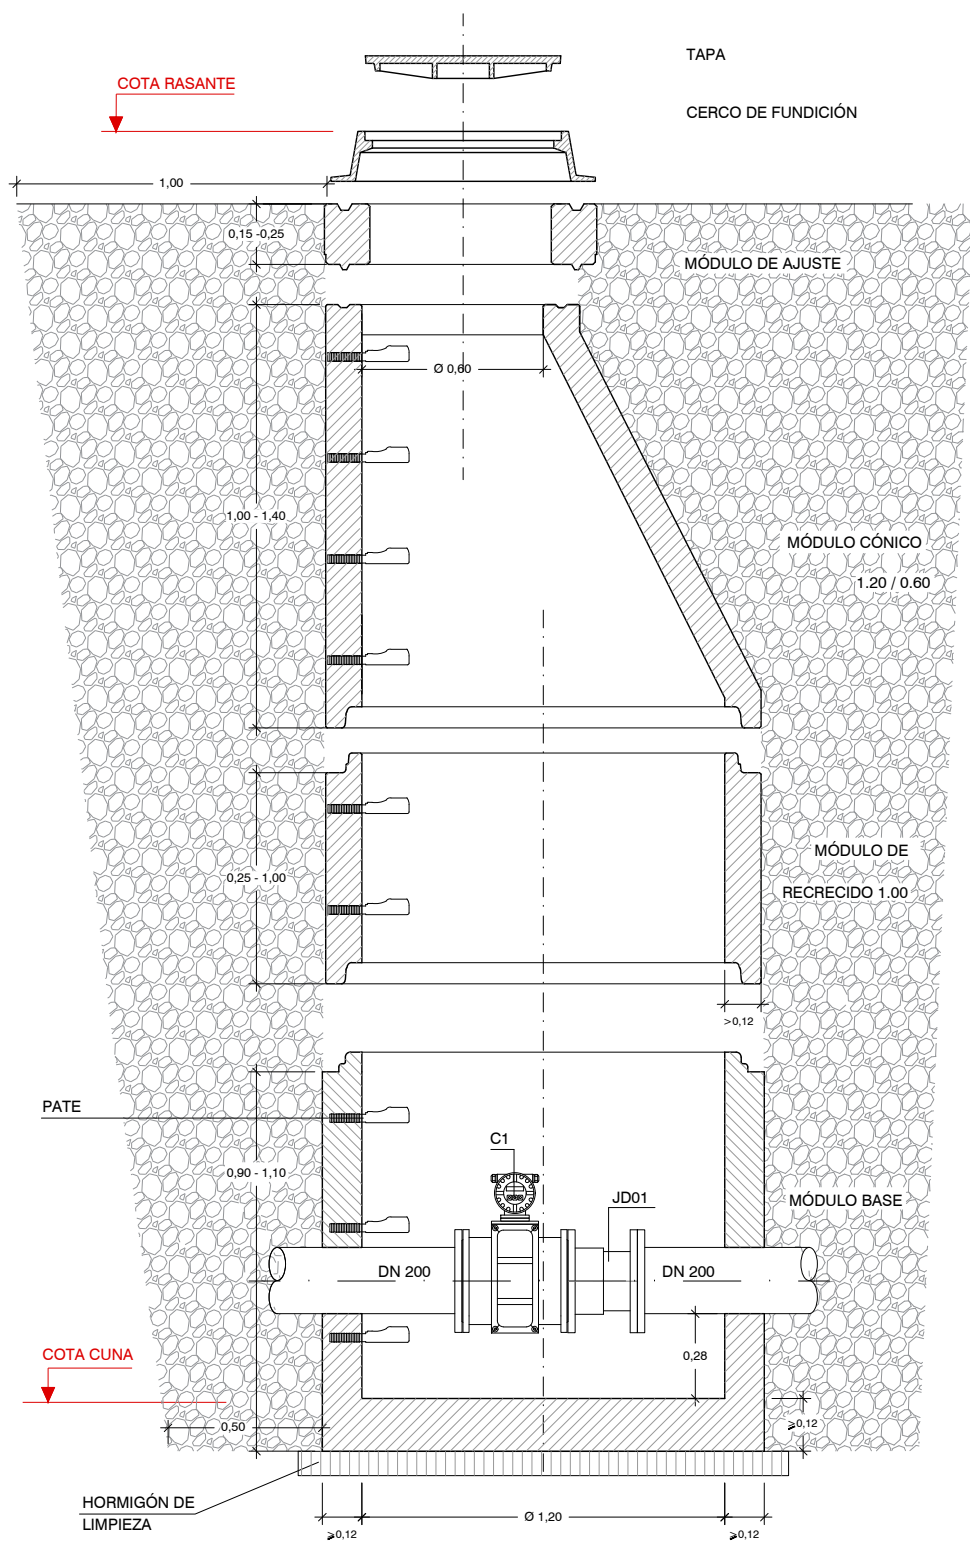 TAPA
COTA RASANTE
CERCO DE FUNDICIÓN
1,00
0,15 -0,25
MÓDULO DE AJUSTE
Ø 0,60
1,00 - 1,40
MÓDULO CÓNICO
1.20 / 0.60
MÓDULO DE
0,25 - 1,00
RECRECIDO 1.00
>0,12
PATE
C1
0,90 - 1,10
JD01
MÓDULO BASE
DN 200
DN 200
COTA CUNA
0,28
0,50
≥0,12
HORMIGÓN DE
LIMPIEZA
Ø 1,20
≥0,12
≥0,12